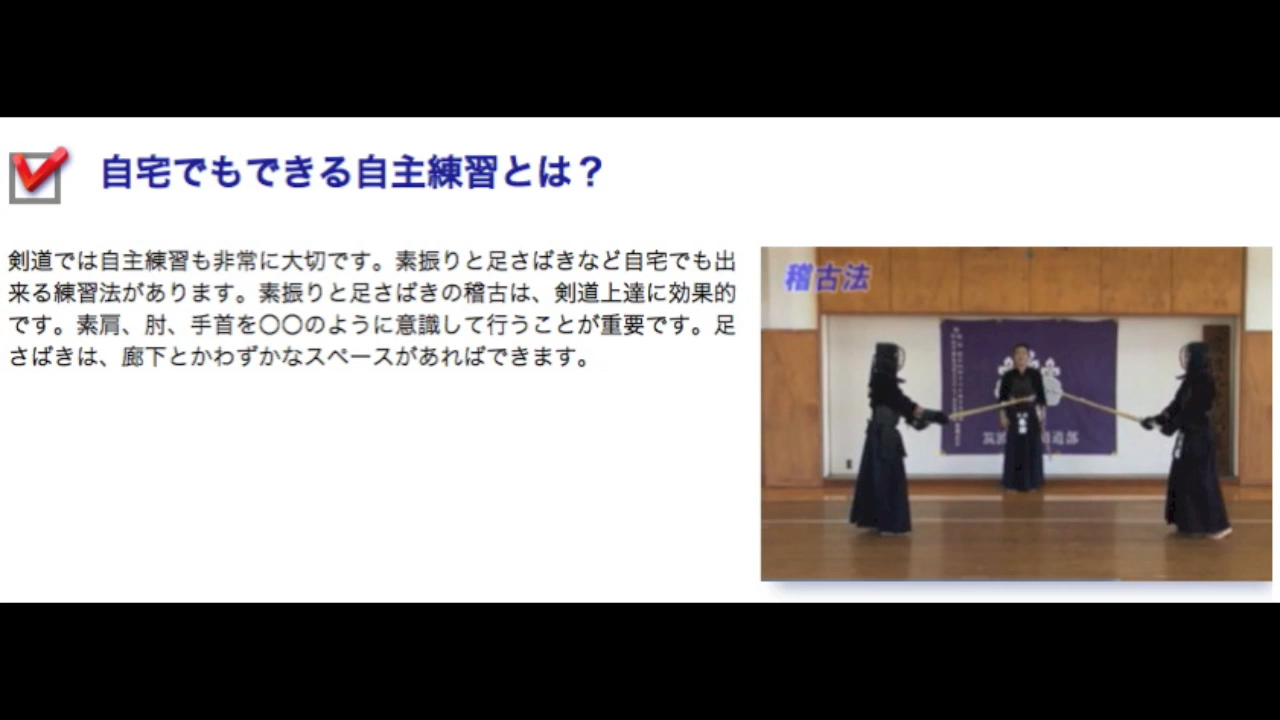 自宅でもできる自主練習とは？
剣道では自主練習も非常に大切です。素振りと足さばきなど自宅でも出
来る練習法があります。素振りと足さばきの稽古は、剣道上達に効果的
です。素肩、肘、手首を〇〇のように意識して行うことが重要です。足
さばきは、廊下とかわずかなスペースがあればできます。
稽古法